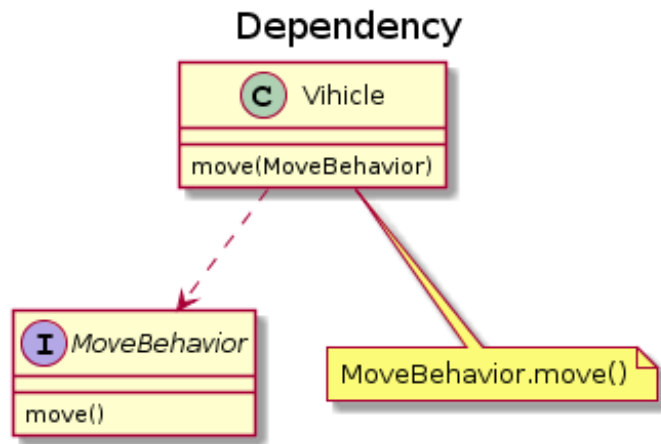 Dependency
C Vihicle
move(MoveBehavior)
I MoveBehavior
move()
MoveBehavior.move()